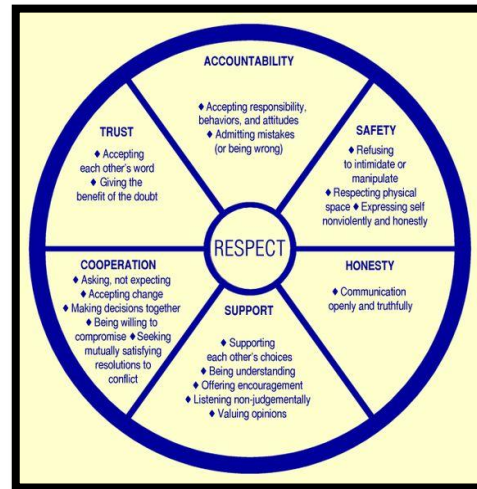 ACCOUNTABILITY
♦ Accepting responsibility,
behaviors, and attitudes
♦ Admitting mistakes
(or being wrong)
TRUST
♦ Accepting
each other's word
♦ Giving the
benefit of the doubt
SAFETY
♦ Refusing
to intimidate or
manipulate
♦ Respecting physical
space ♦ Expressing self
nonviolently and honestly
RESPECT
COOPERATION
♦ Asking, not expecting
♦ Accepting change
♦ Making decisions together
♦ Being willing to
compromise ♦ Seeking
mutually satisfying
resolutions to
conflict
SUPPORT
♦ Supporting
each other's choices
♦ Being understanding
♦ Offering encouragement
♦ Listening non-judgementally
♦ Valuing opinions
HONESTY
♦ Communication
openly and truthfully